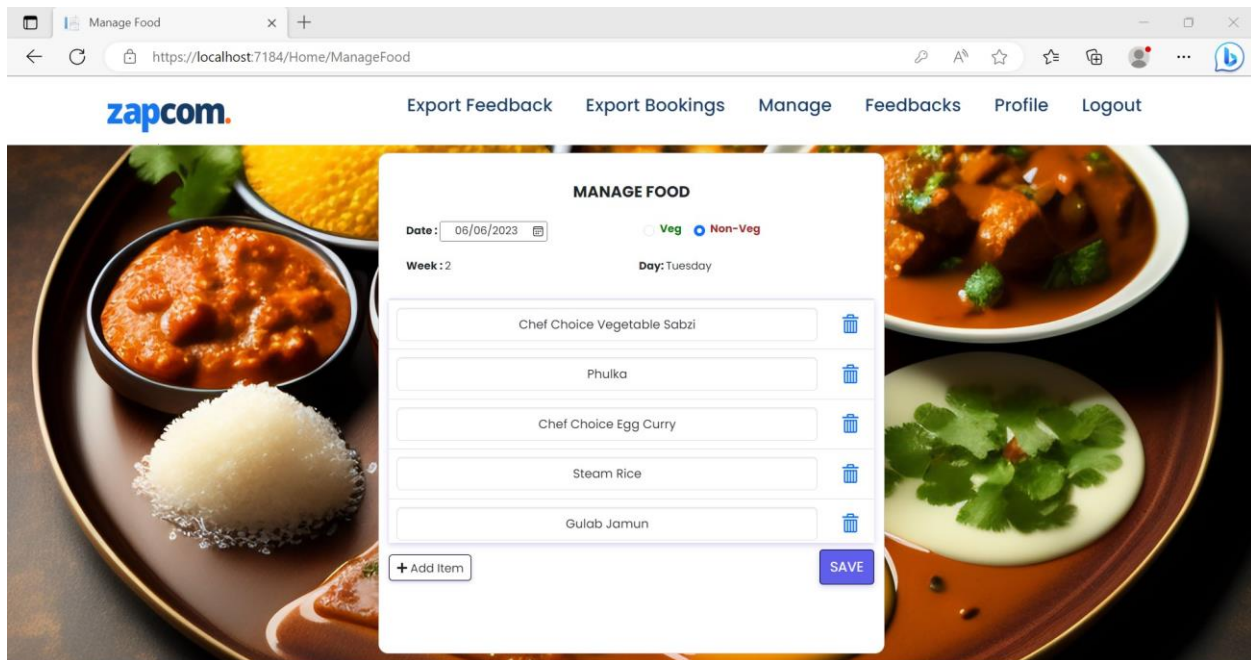 Manage Food
https://localhost:7184/Home/ManageFood
zapcom.
Export Feedback Export Bookings Manage Feedbacks Profile Logout
MANAGE FOOD
Date : 06/06/2023 Veg Non-Veg
Week : 2 Day: Tuesday
Chef Choice Vegetable Sabzi
Phulka
Chef Choice Egg Curry
Steam Rice
Gulab Jamun
+ Add Item SAVE